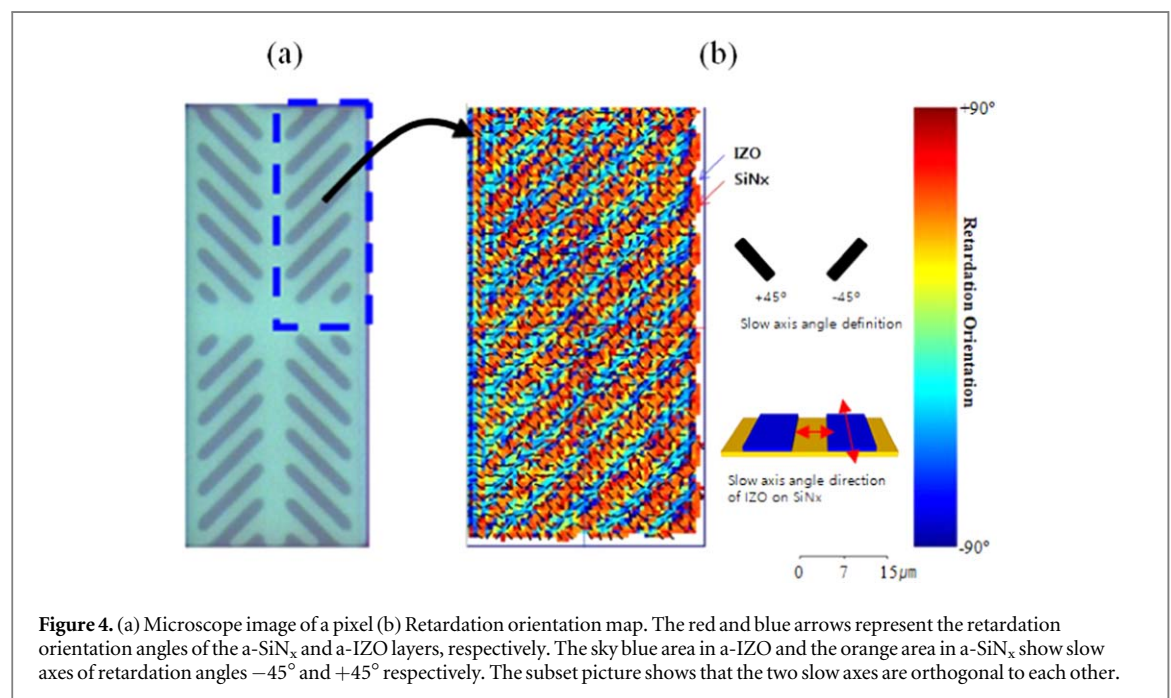 (a)
(b)
+90°
IZO
SiNx
+45°
-45°
Slow axis angle definition
Retardation Orientation
Slow axis angle direction
of IZO on SiNx
-90°
0 7 15μm
Figure 4. (a) Microscope image of a pixel (b) Retardation orientation map. The red and blue arrows represent the retardation
orientation angles of the a-SiNₓ and a-IZO layers, respectively. The sky blue area in a-IZO and the orange area in a-SiNₓ show slow
axes of retardation angles −45° and +45° respectively. The subset picture shows that the two slow axes are orthogonal to each other.